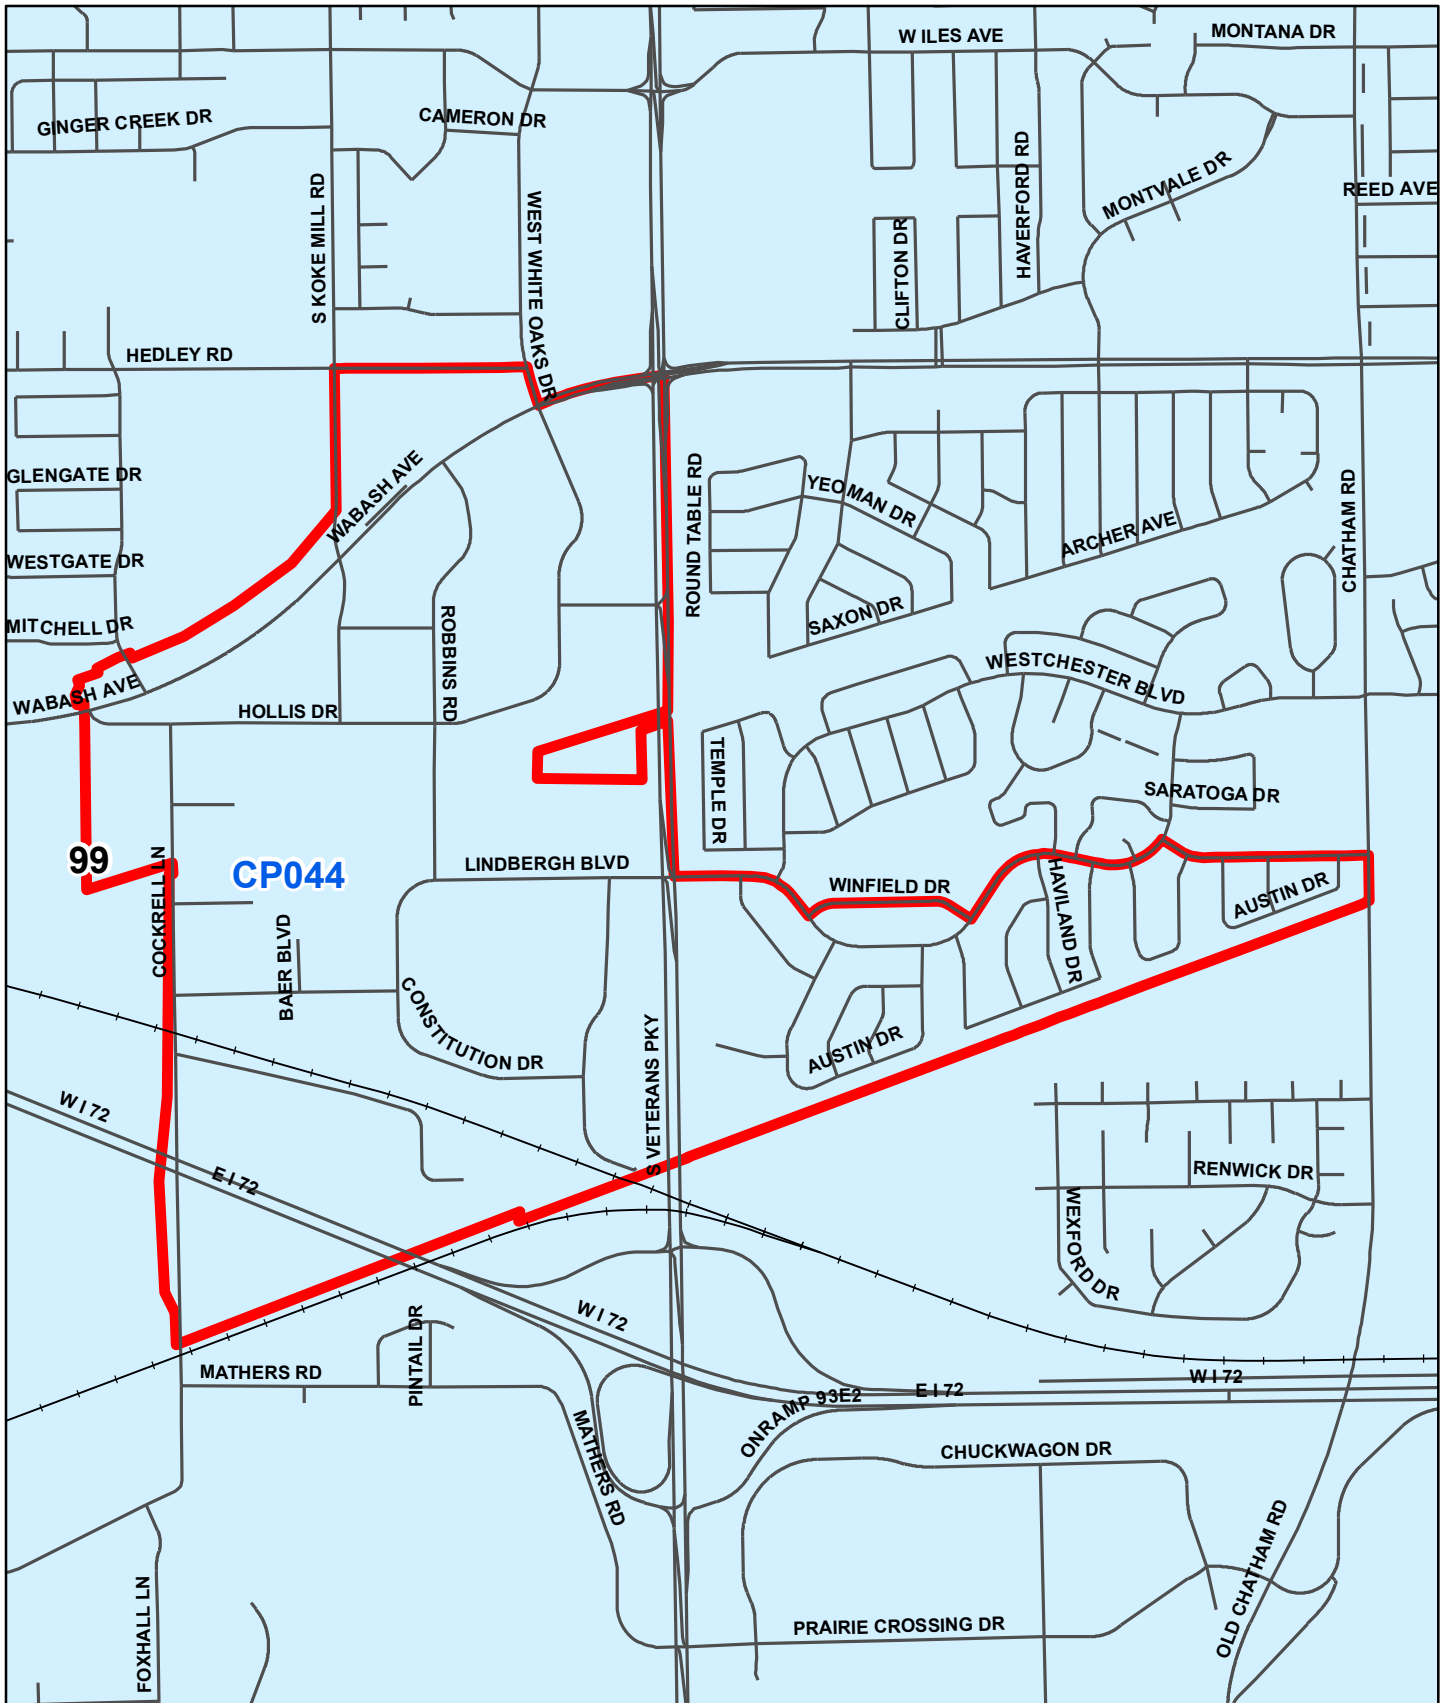 W ILES AVE
MONTANA DR
GINGER CREEK DR
CAMERON DR
S KOKE MILL RD
WEST WHITE OAKS DR
CLIFTON DR
HAVERFORD RD
MONTVALE DR
REED AVE
HEDLEY RD
GLENGATE DR
WABASH AVE
ROUND TABLE RD
YEOMAN DR
ARCHER AVE
CHATHAM RD
WESTGATE DR
MITCHELL DR
SAXON DR
ROBBINS RD
WESTCHESTER BLVD
WABASH AVE
HOLLIS DR
TEMPLE DR
SARATOGA DR
99
COCKRELL LN
CP044
LINDBERGH BLVD
WINFIELD DR
HAVILAND DR
AUSTIN DR
BAER BLVD
CONSTITUTION DR
AUSTIN DR
S VETERANS PKY
W I 72
E I 72
RENWICK DR
WEXFORD DR
W I 72
PINTAIL DR
MATHERS RD
W I 72
E I 72
ONRAMP 93E2
MATHERS RD
CHUCKWAGON DR
OLD CHATHAM RD
FOXHALL LN
PRAIRIE CROSSING DR